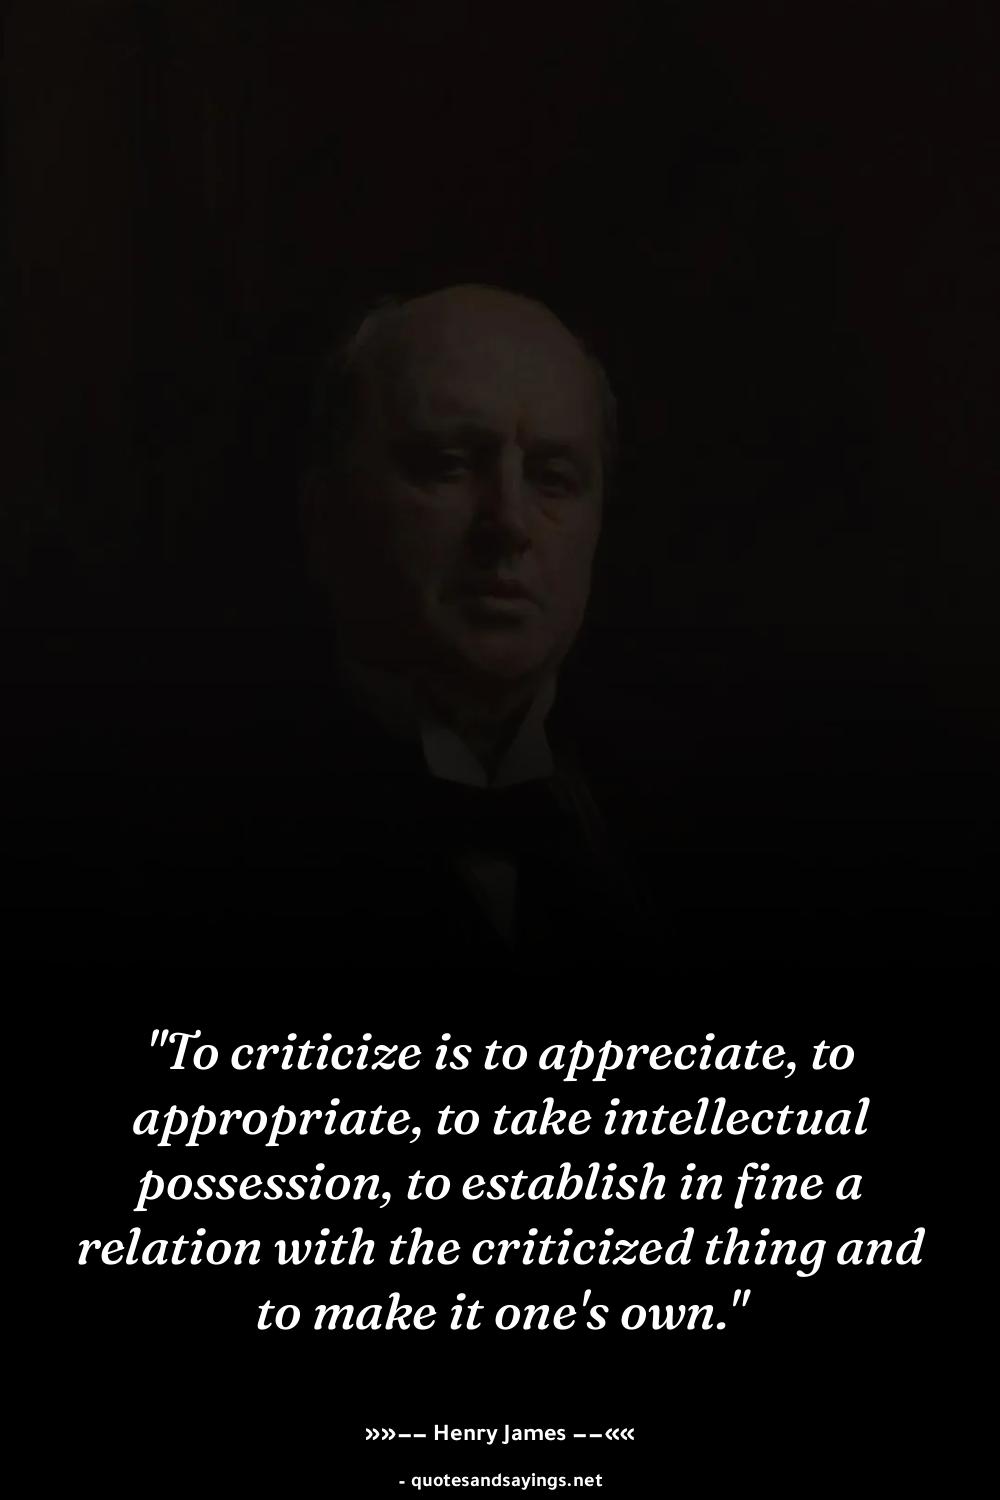 "To criticize is to appreciate, to
appropriate, to take intellectual
possession, to establish in fine a
relation with the criticized thing and
to make it one's own."
»»–– Henry James ––««
- quotesandsayings.net